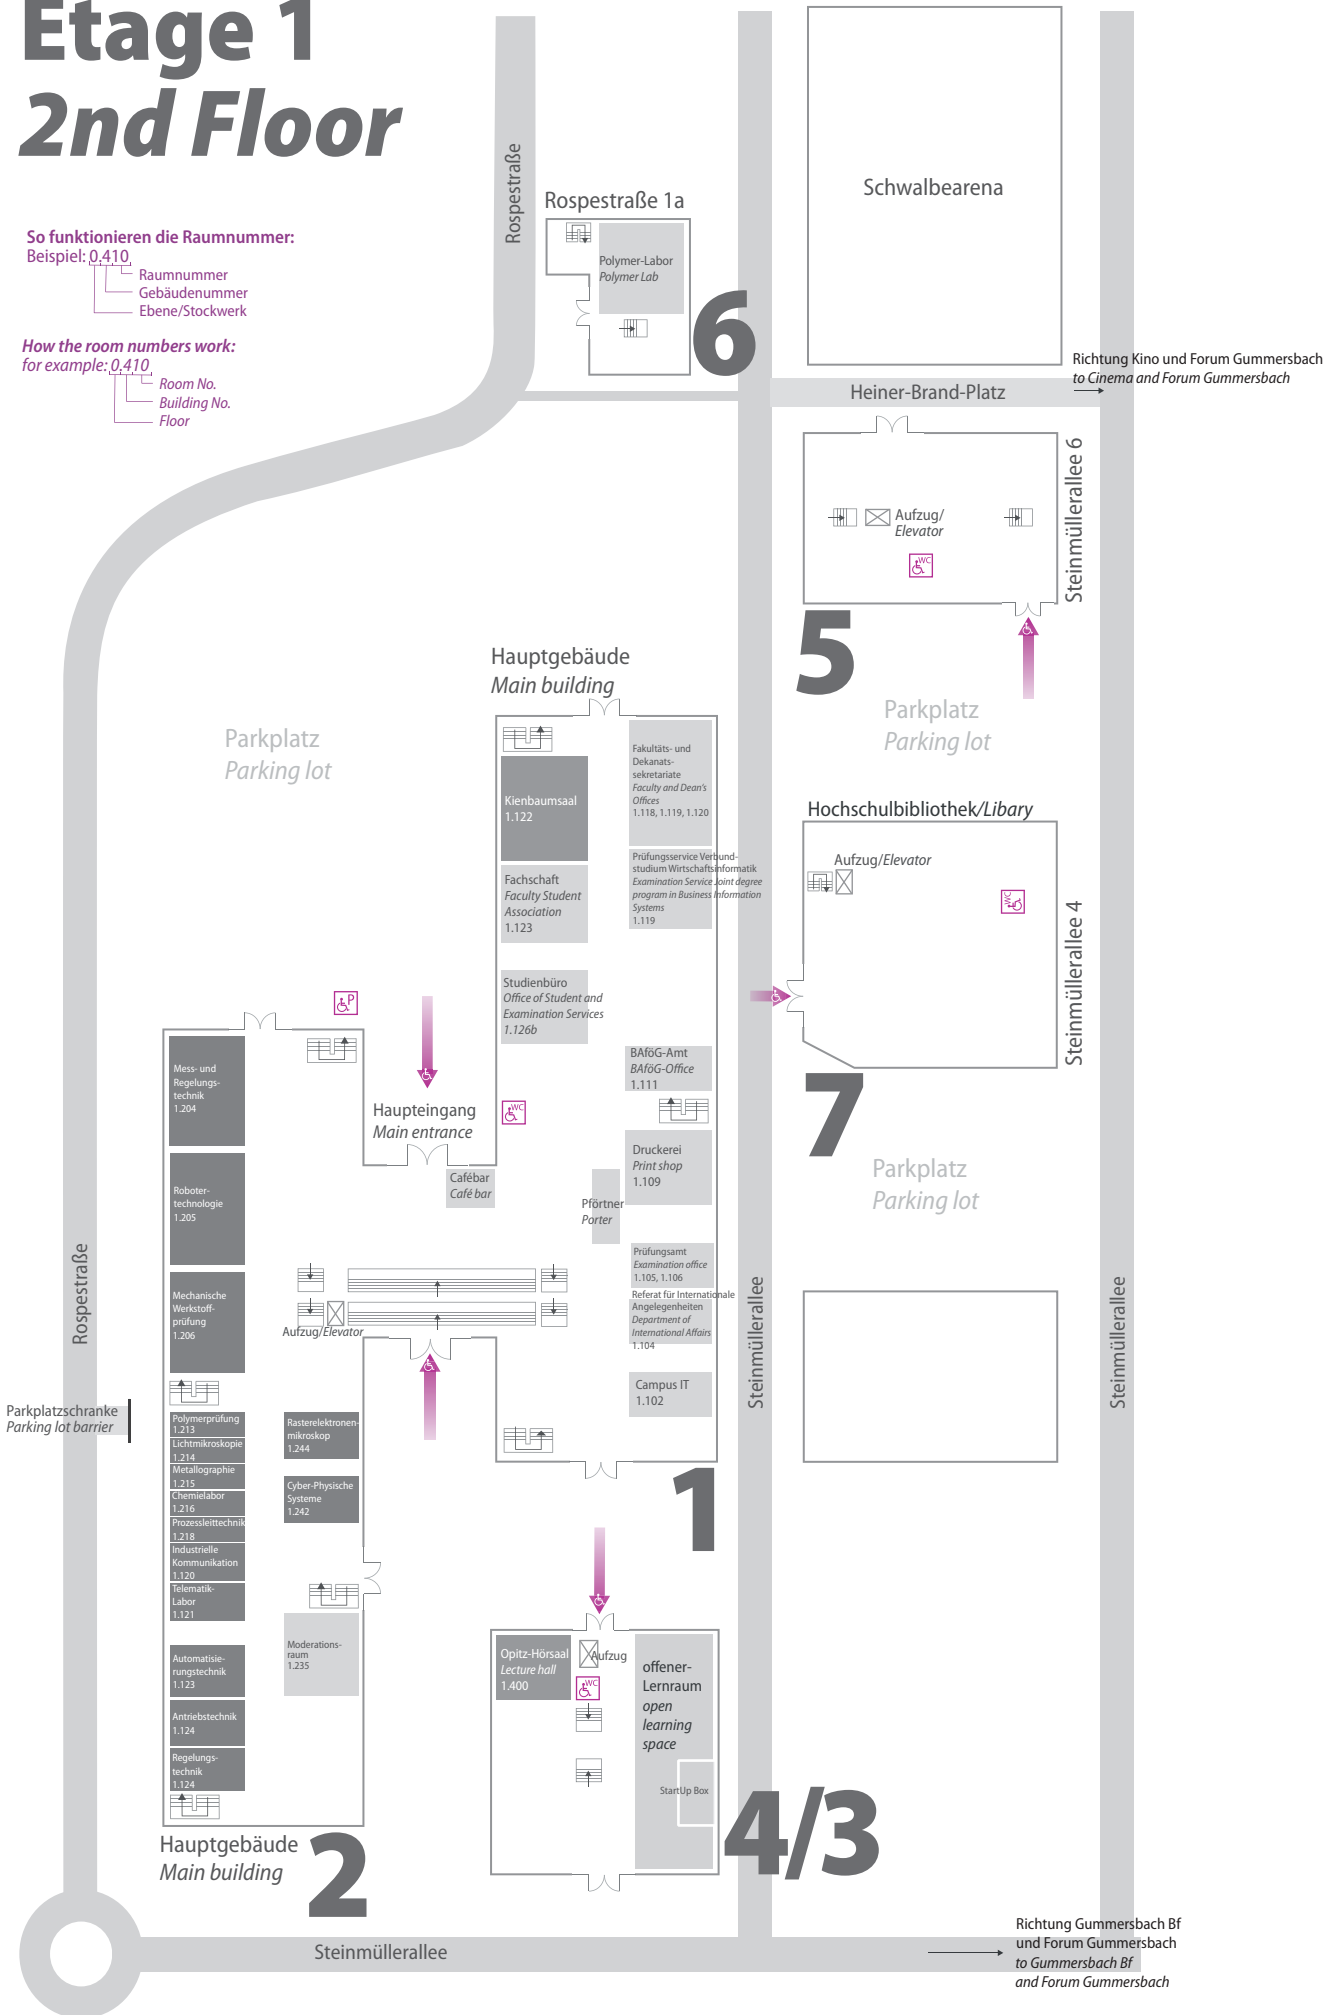 Etage 1
2nd Floor
So funktionieren die Raumnummer:
Beispiel: 0.410
Raumnummer
Gebäudenummer
Ebene/Stockwerk
How the room numbers work:
for example: 0.410
Room No.
Building No.
Floor
Rospestraße
Rospestraße 1a
Polymer-Labor
Polymer Lab
6
Schwalbearena
Richtung Kino und Forum Gummersbach
to Cinema and Forum Gummersbach
Heiner-Brand-Platz
Aufzug/
Elevator
WC
Steinmüllerallee 6
5
Parkplatz
Parking lot
Hauptgebäude
Main building
Parkplatz
Parking lot
Kienbaumsaal
1.122
Fachschaft
Faculty Student
Association
1.123
Studienbüro
Office of Student and
Examination Services
1.126b
Fakultäts- und
Dekanats-
sekretariate
Faculty and Dean's
Offices
1.118, 1.119, 1.120
Prüfungsservice Verbund-
studium Wirtschaftsinformatik
Examination Service Joint degree
program in Business Information
Systems
1.119
BAföG-Amt
BAföG-Office
1.111
Druckerei
Print shop
1.109
Pförtner
Porter
Prüfungsamt
Examination office
1.105, 1.106
Referat für Internationale
Angelegenheiten
Department of
International Affairs
1.104
Campus IT
1.102
1
Hochschulbibliothek/Libary
Aufzug/Elevator
WC
Steinmüllerallee 4
7
Parkplatz
Parking lot
P
Haupteingang
Main entrance
WC
Cafébar
Café bar
Aufzug/Elevator
Mess- und
Regelungs-
technik
1.204
Roboter-
technologie
1.205
Mechanische
Werkstoff-
prüfung
1.206
Polymerprüfung
1.213
Lichtmikroskopie
1.214
Metallographie
1.215
Chemielabor
1.216
Prozessleittechnik
1.218
Industrielle
Kommunikation
1.120
Telematik-
Labor
1.121
Automatisie-
rungstechnik
1.123
Antriebstechnik
1.124
Regelungs-
technik
1.124
Rasterelektronen-
mikroskop
1.244
Cyber-Physische
Systeme
1.242
Moderations-
raum
1.235
Hauptgebäude
Main building
2
Rospestraße
Parkplatzschranke
Parking lot barrier
Steinmüllerallee
Steinmüllerallee
Opitz-Hörsaal
Lecture hall
1.400
Aufzug
WC
offener-
Lernraum
open
learning
space
StartUp Box
4/3
Steinmüllerallee
Richtung Gummersbach Bf
und Forum Gummersbach
to Gummersbach Bf
and Forum Gummersbach